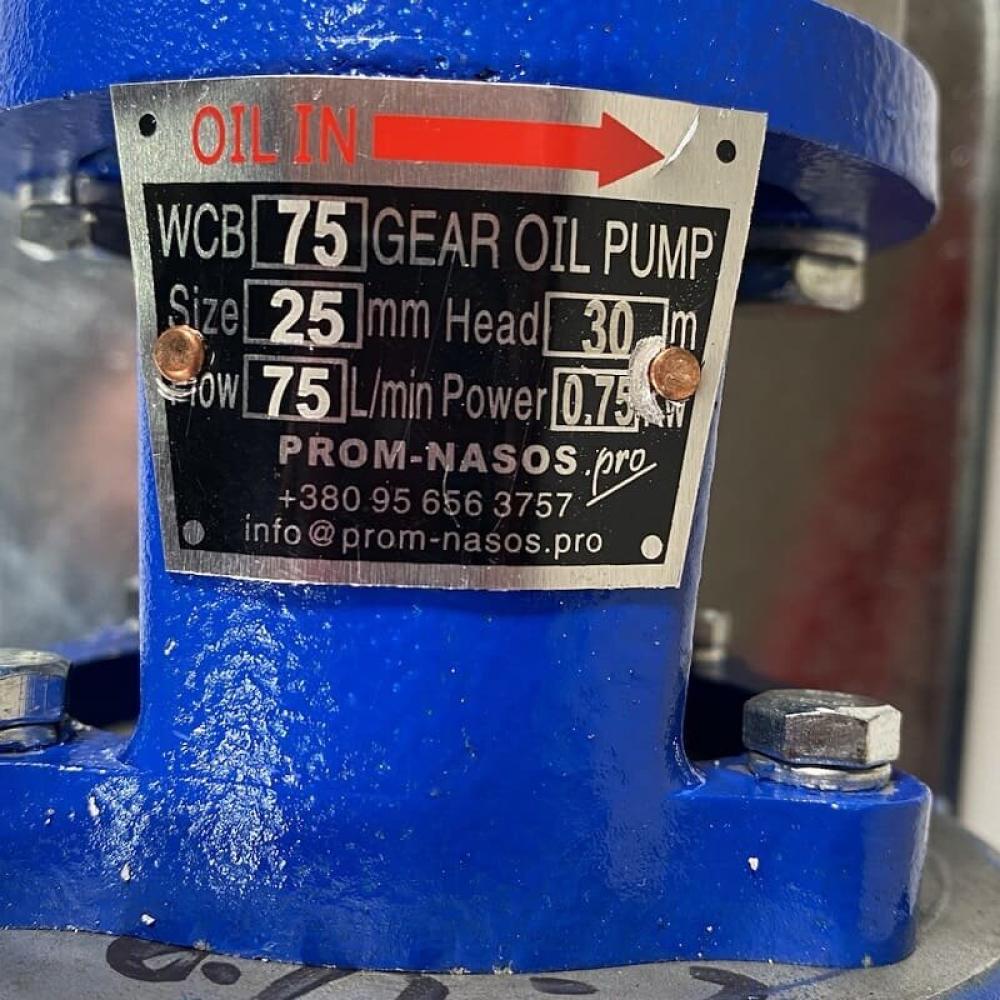 OIL IN
WCB 75 GEAR OIL PUMP
Size 25 mm Head 30 m
75 L/min Power 0.75
PROM-NASOS.pro
+380 95 656 3757
info@prom-nasos.pro